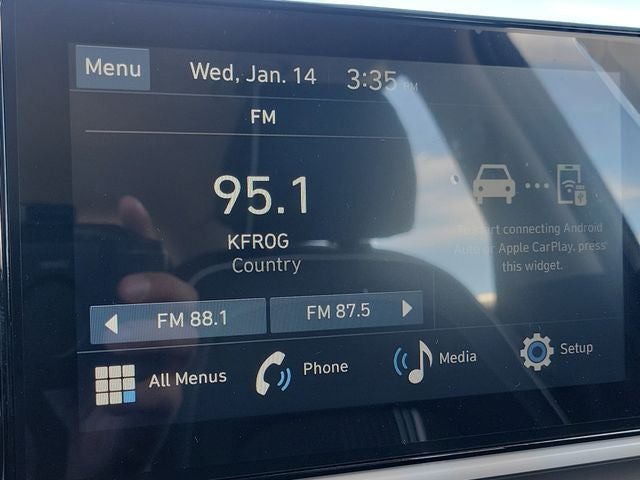 Menu
Wed, Jan. 14
3:35 PM
FM
95.1
KFROG
Country
To start connecting Android
Auto or Apple CarPlay, press
this widget.
FM 88.1
FM 87.5
All Menus
Phone
Media
Setup